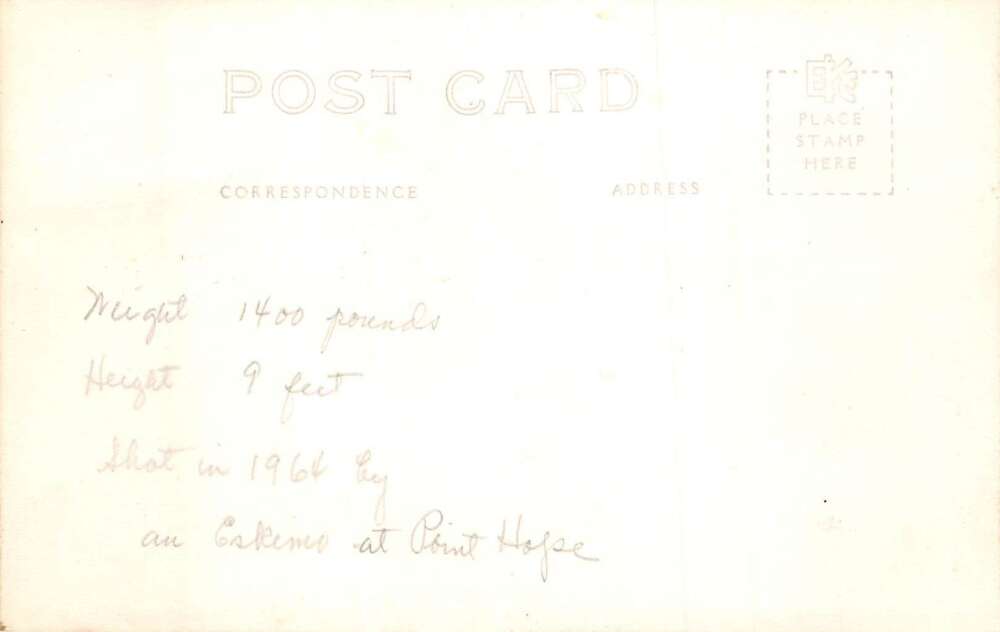 POST CARD
EKC
PLACE
STAMP
HERE
CORRESPONDENCE
ADDRESS
Weight 1400 pounds
Height 9 feet
Shot in 1964 by
an Eskimo at Point Hope